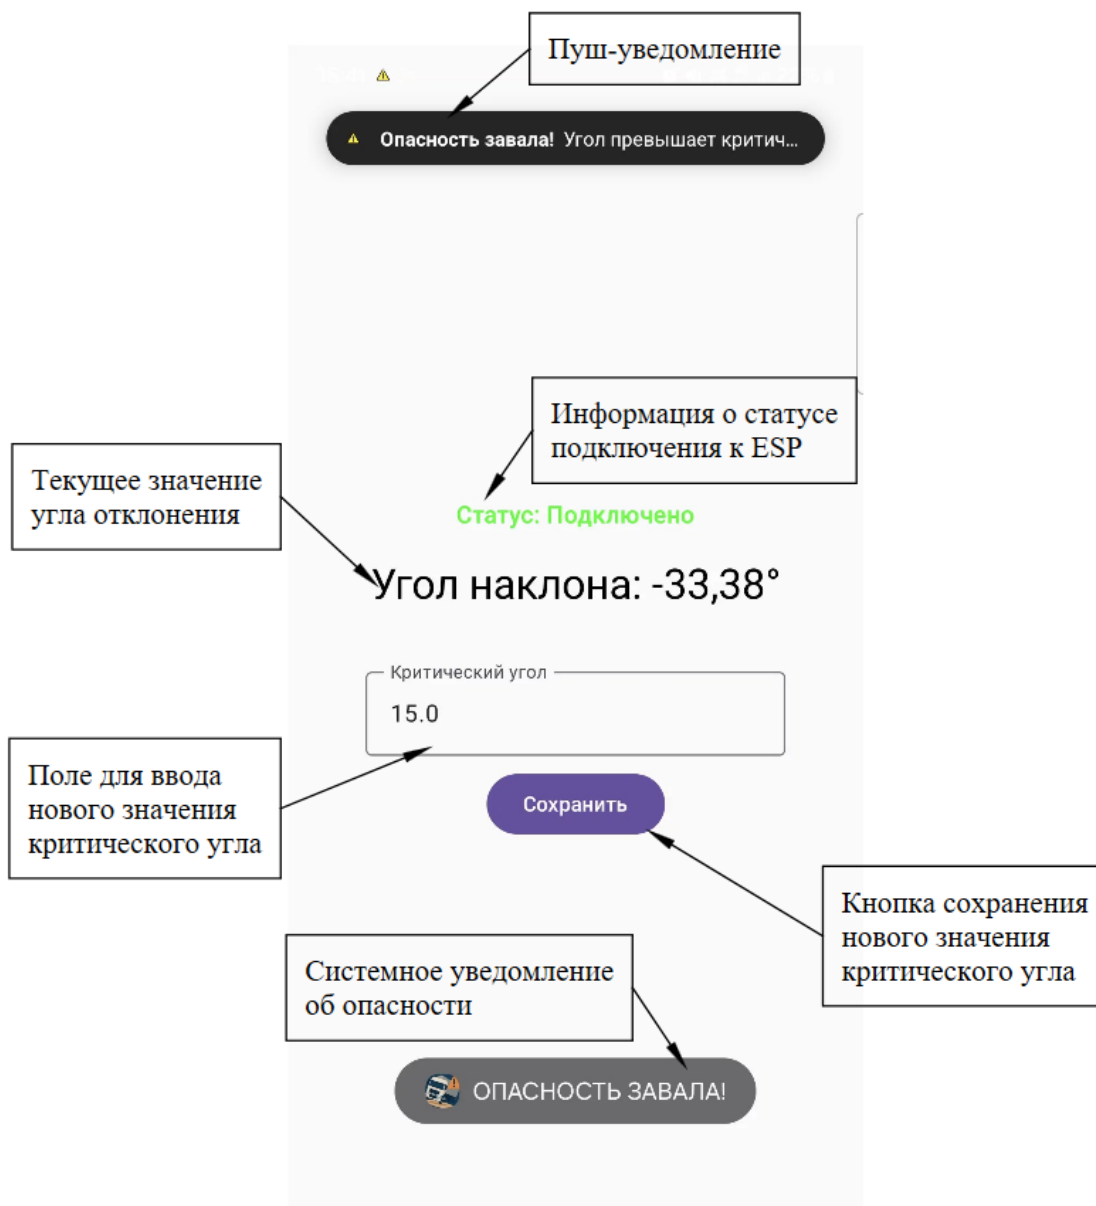 Пуш-уведомление
Опасность завала! Угол превышает критич...
Информация о статусе
подключения к ESP
Текущее значение
угла отклонения
Статус: Подключено
Угол наклона: -33,38°
Критический угол
15.0
Поле для ввода
нового значения
критического угла
Сохранить
Кнопка сохранения
нового значения
критического угла
Системное уведомление
об опасности
ОПАСНОСТЬ ЗАВАЛА!